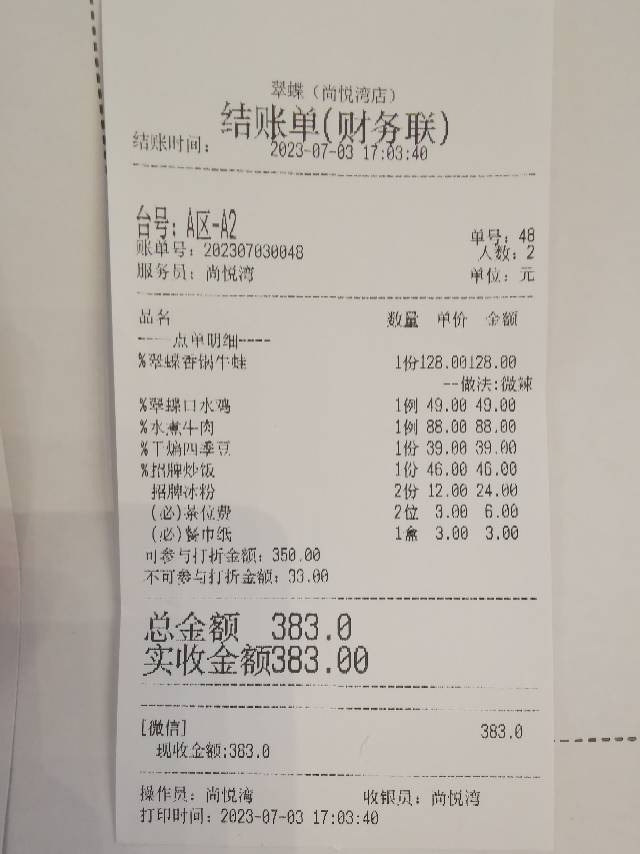 翠蝶（尚悦湾店）
结账单(财务联)
结账时间： 2023-07-03 17:03:40
台号：A区-A2
单号：48
账单号：202307030048 人数：2
服务员：尚悦湾 单位：元
品名 数量 单价 金额
----点单明细----
%翠蝶香锅牛蛙 1份 128.00 128.00
--做法:微辣
%翠蝶口水鸡 1例 49.00 49.00
%水煮牛肉 1例 88.00 88.00
%干煸四季豆 1份 39.00 39.00
%招牌炒饭 1份 46.00 46.00
招牌冰粉 2份 12.00 24.00
(必)茶位费 2位 3.00 6.00
(必)餐巾纸 1盒 3.00 3.00
可参与打折金额：350.00
不可参与打折金额：33.00
总金额 383.0
实收金额383.00
[微信] 383.0
现收金额:383.0
操作员：尚悦湾 收银员：尚悦湾
打印时间：2023-07-03 17:03:40